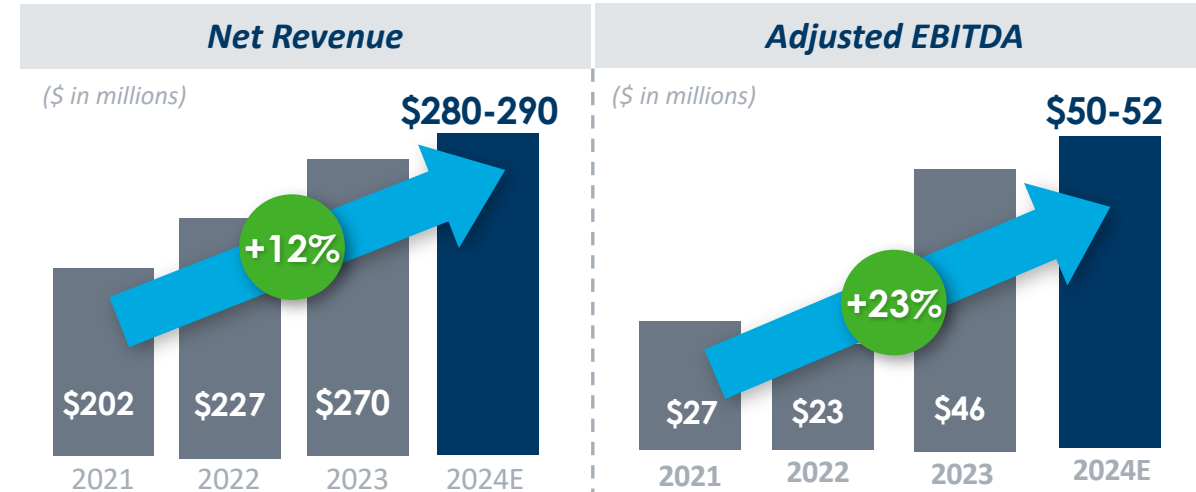 Net Revenue
($ in millions)
$280-290
+12%
$202
$227
$270
2021
2022
2023
2024E
Adjusted EBITDA
($ in millions)
$50-52
+23%
$27
$23
$46
2021
2022
2023
2024E